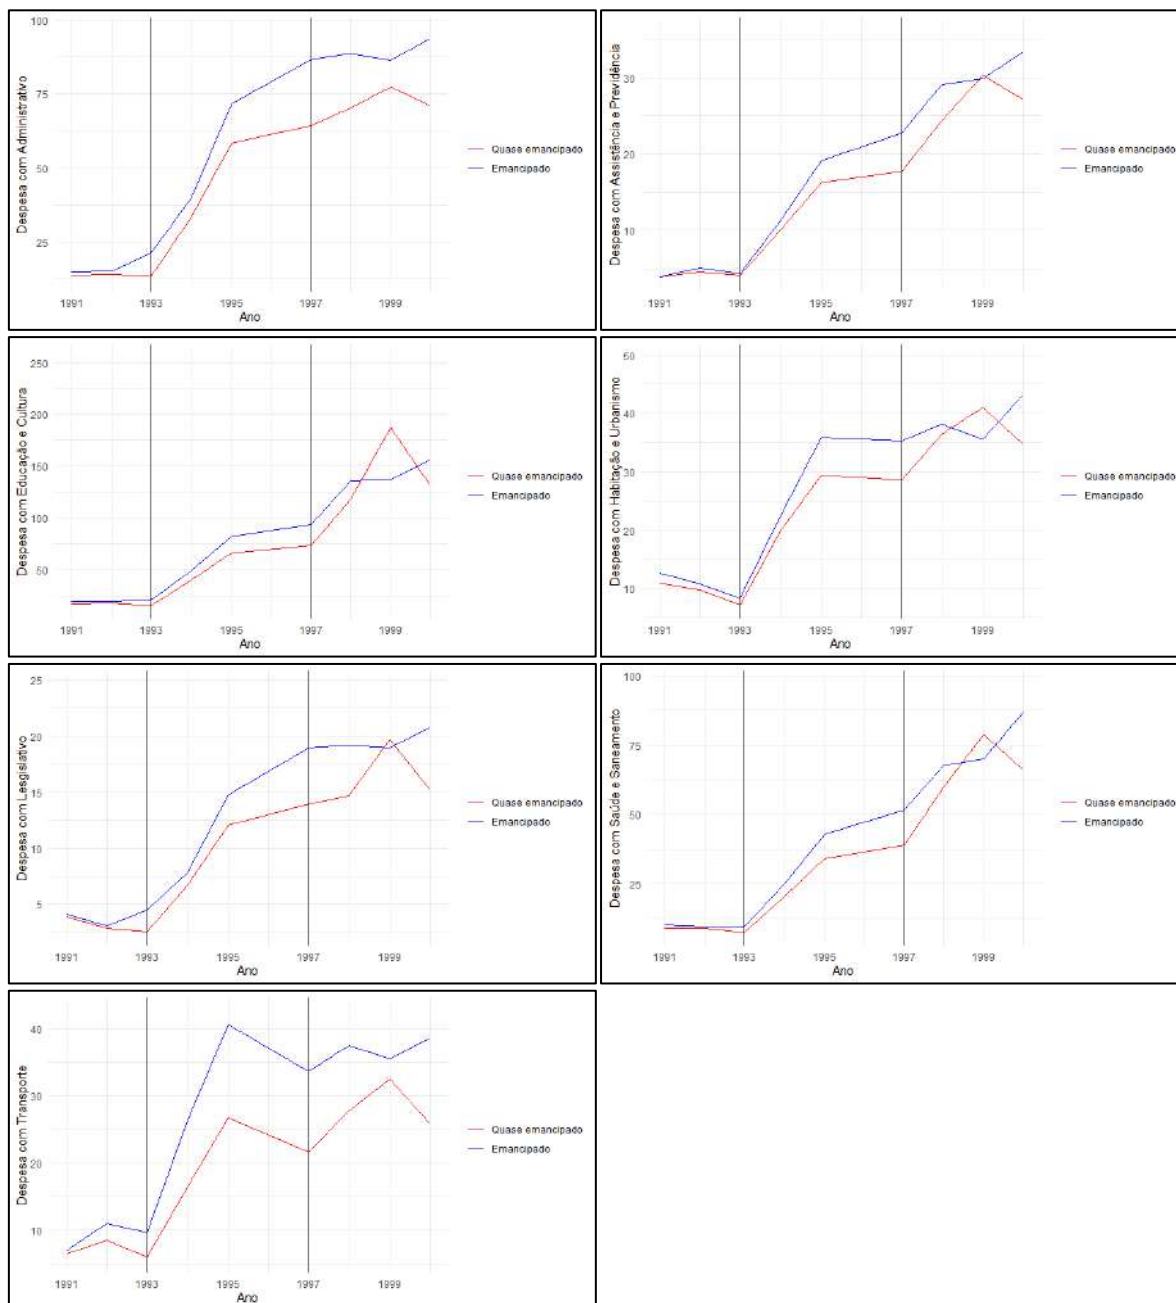 Despesa com Administrativo
100
75
50
25
1991 1993 1995 1997 1999
Ano
Quase emancipado
Emancipado
Despesa com Assistência e Previdência
30
20
10
1991 1993 1995 1997 1999
Ano
Quase emancipado
Emancipado
Despesa com Educação e Cultura
250
200
150
100
50
1991 1993 1995 1997 1999
Ano
Quase emancipado
Emancipado
Despesa com Habitação e Urbanismo
50
40
30
20
10
1991 1993 1995 1997 1999
Ano
Quase emancipado
Emancipado
Despesa com Lesgislativo
25
20
15
10
5
1991 1993 1995 1997 1999
Ano
Quase emancipado
Emancipado
Despesa com Saúde e Saneamento
100
75
50
25
1991 1993 1995 1997 1999
Ano
Quase emancipado
Emancipado
Despesa com Transporte
40
30
20
10
1991 1993 1995 1997 1999
Ano
Quase emancipado
Emancipado